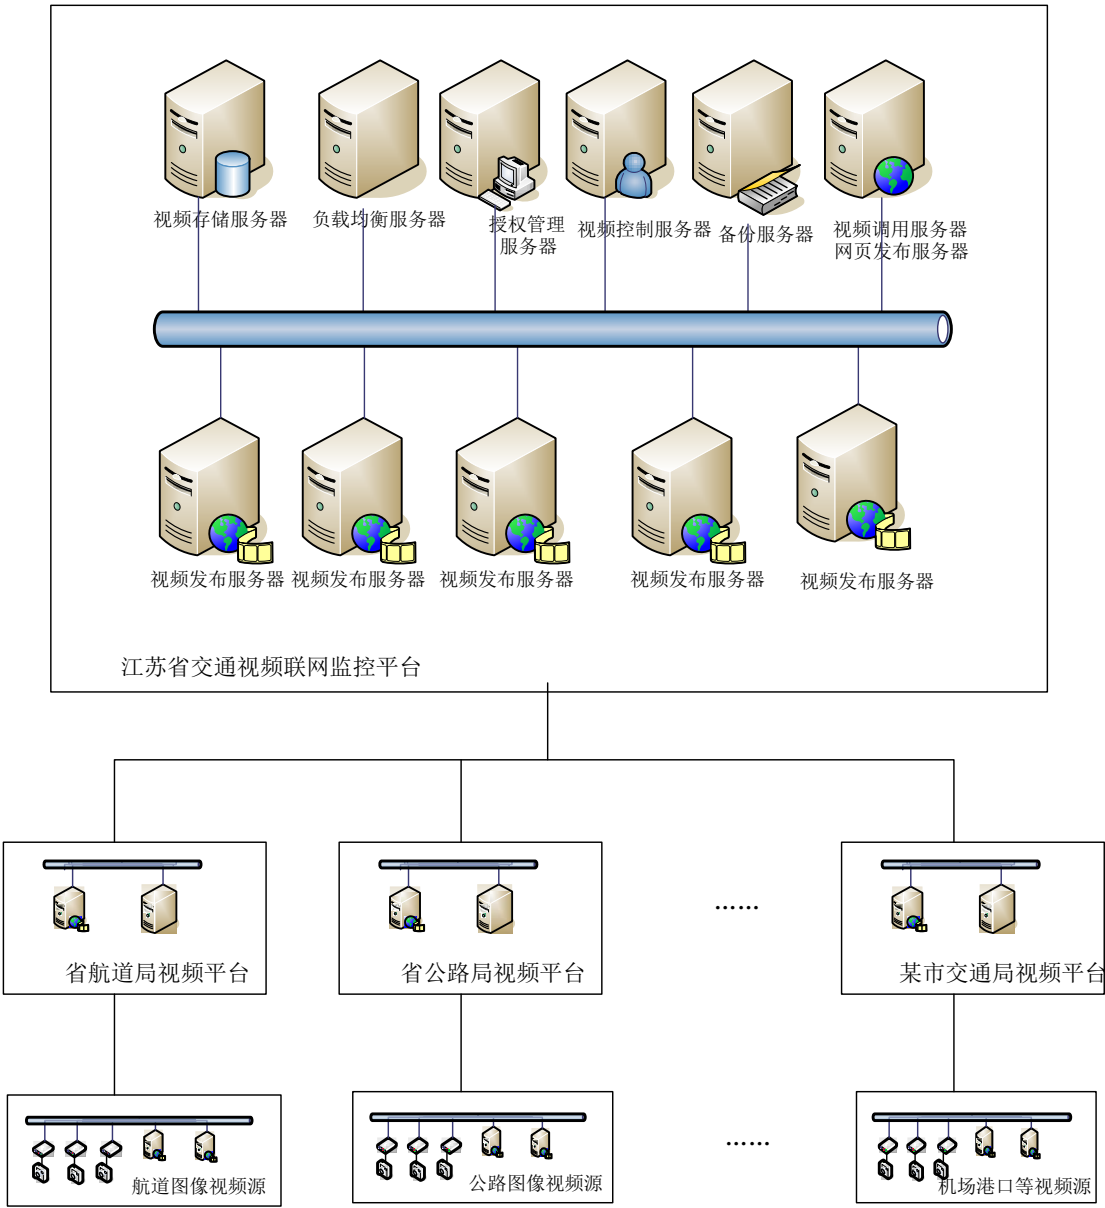 视频存储服务器
负载均衡服务器
授权管理
服务器
视频控制服务器
备份服务器
视频调用服务器
网页发布服务器
视频发布服务器
视频发布服务器
视频发布服务器
视频发布服务器
视频发布服务器
江苏省交通视频联网监控平台
省航道局视频平台
省公路局视频平台
……
某市交通局视频平台
航道图像视频源
公路图像视频源
……
机场港口等视频源